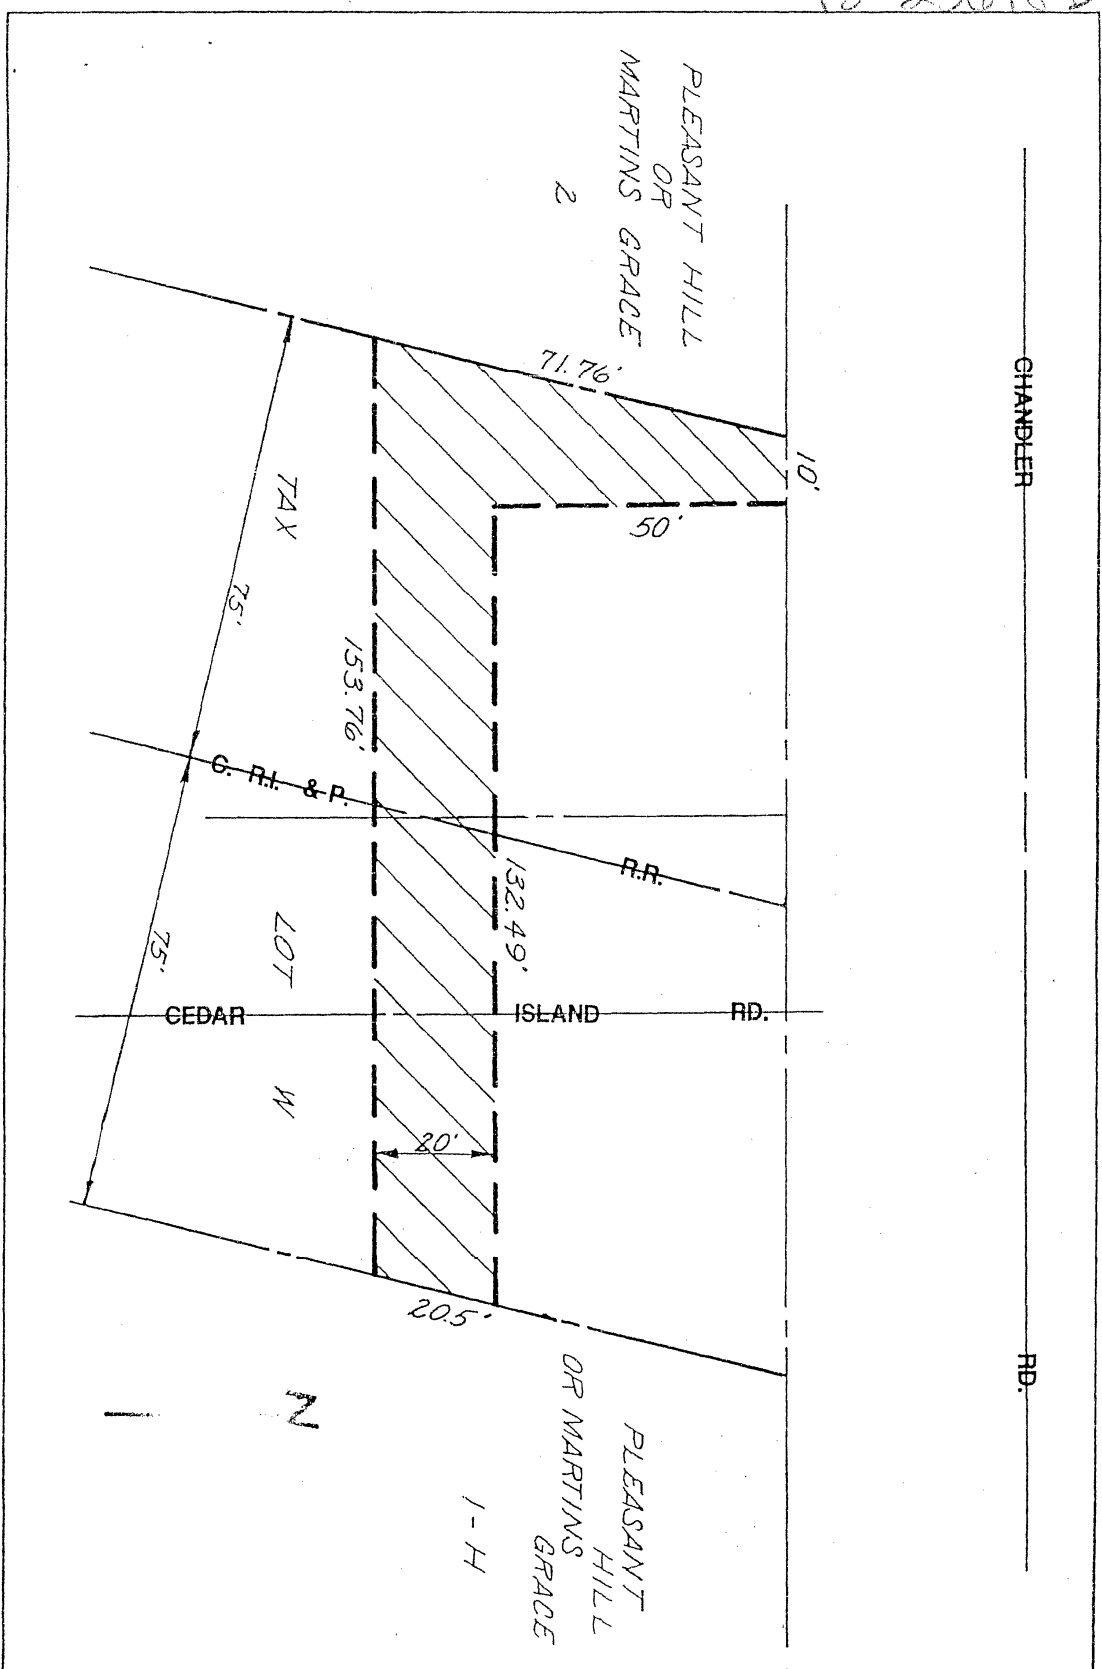 CHANDLER RD.
PLEASANT HILL
OR
MARTINS GRACE
2
71.76'
10'
50'
TAX LOT W
75'
75'
153.76'
132.49'
C. R.I. & P. R.R.
CEDAR ISLAND RD.
20'
20.5'
PLEASANT
HILL
OR MARTINS
GRACE
1-H
N